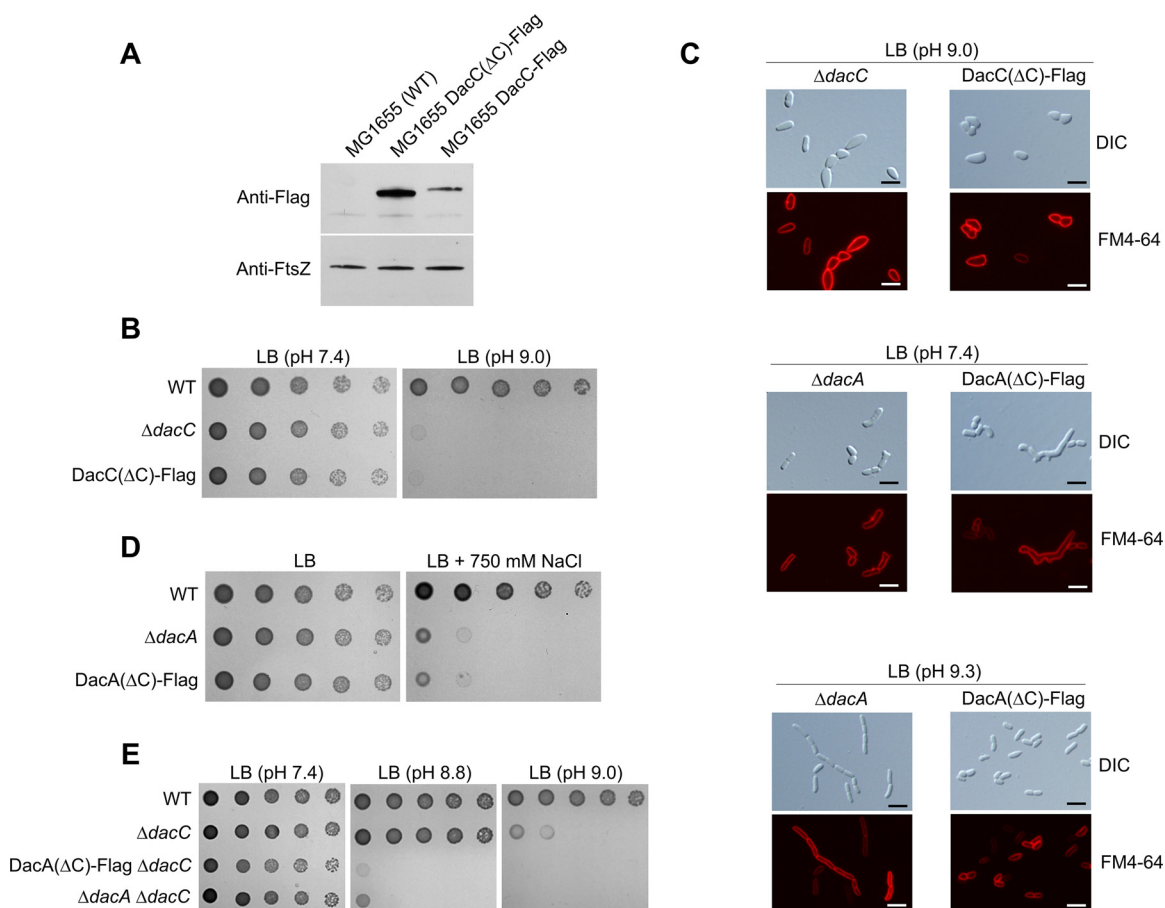 A
MG1655 (WT)
MG1655 DacC(ΔC)-Flag
MG1655 DacC-Flag
Anti-Flag
Anti-FtsZ
B
LB (pH 7.4)
LB (pH 9.0)
WT
ΔdacC
DacC(ΔC)-Flag
D
LB
LB + 750 mM NaCl
WT
ΔdacA
DacA(ΔC)-Flag
E
LB (pH 7.4)
LB (pH 8.8)
LB (pH 9.0)
WT
ΔdacC
DacA(ΔC)-Flag ΔdacC
ΔdacA ΔdacC
C
LB (pH 9.0)
ΔdacC
DacC(ΔC)-Flag
DIC
FM4-64
LB (pH 7.4)
ΔdacA
DacA(ΔC)-Flag
DIC
FM4-64
LB (pH 9.3)
ΔdacA
DacA(ΔC)-Flag
DIC
FM4-64